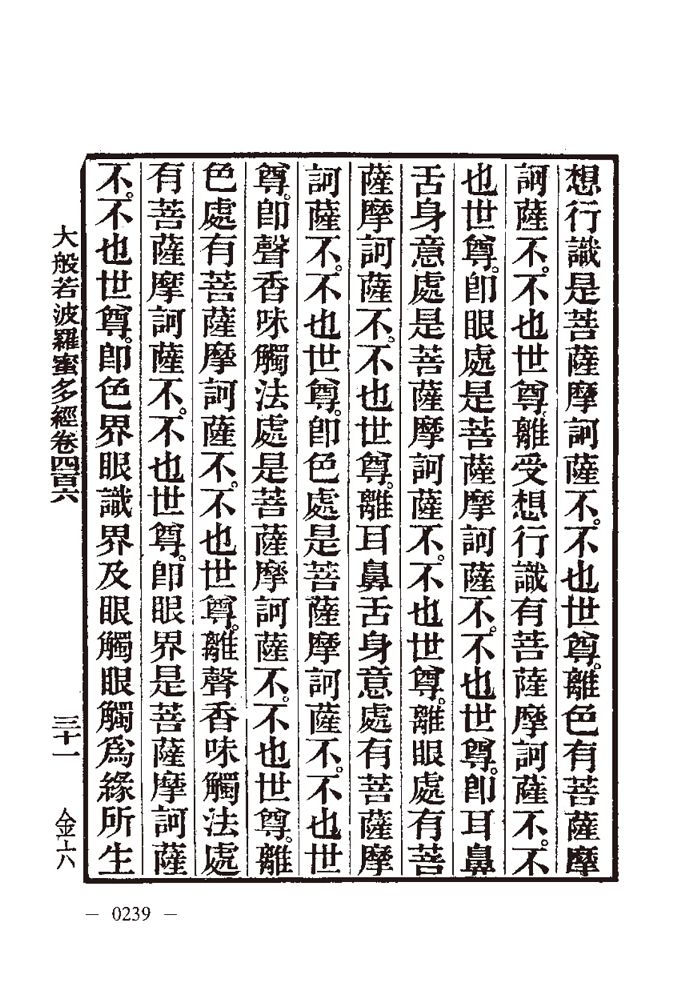 想行識是菩薩摩訶薩不。不也世尊。離色有菩薩摩
訶薩不。不也世尊。離受想行識有菩薩摩訶薩不。不
也世尊。即眼處是菩薩摩訶薩不。不也世尊。即耳鼻
舌身意處是菩薩摩訶薩不。不也世尊。離眼處有菩
薩摩訶薩不。不也世尊。離耳鼻舌身意處有菩薩摩
訶薩不。不也世尊。即色處是菩薩摩訶薩不。不也世
尊。即聲香味觸法處是菩薩摩訶薩不。不也世尊。離
色處有菩薩摩訶薩不。不也世尊。離聲香味觸法處
有菩薩摩訶薩不。不也世尊。即眼界是菩薩摩訶薩
不。不也世尊。即色界眼識界及眼觸眼觸爲緣所生
大般若波羅蜜多經卷四百六
三十一
— 0239 —